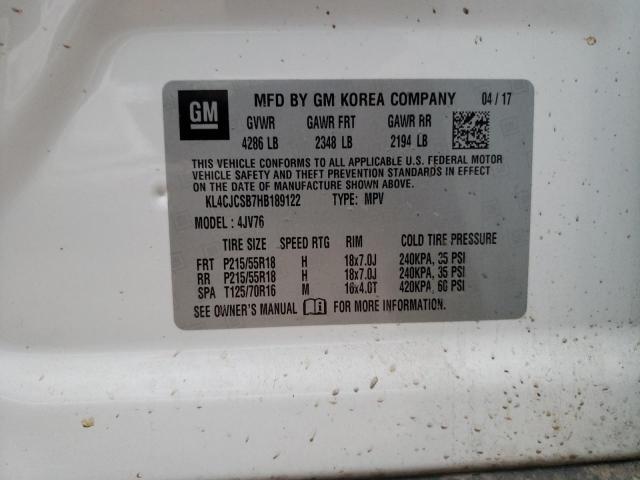 GM MFD BY GM KOREA COMPANY 04 / 17
GVWR GAWR FRT GAWR RR
4286 LB 2348 LB 2194 LB
THIS VEHICLE CONFORMS TO ALL APPLICABLE U.S. FEDERAL MOTOR
VEHICLE SAFETY AND THEFT PREVENTION STANDARDS IN EFFECT
ON THE DATE OF MANUFACTURE SHOWN ABOVE.
KL4CJCSB7HB189122 TYPE: MPV
MODEL : 4JV76
TIRE SIZE SPEED RTG RIM COLD TIRE PRESSURE
FRT P215/55R18 H 18x7.0J 240KPA, 35 PSI
RR P215/55R18 H 18x7.0J 240KPA, 35 PSI
SPA T125/70R16 M 16x4.0T 420KPA, 60 PSI
SEE OWNER'S MANUAL FOR MORE INFORMATION.